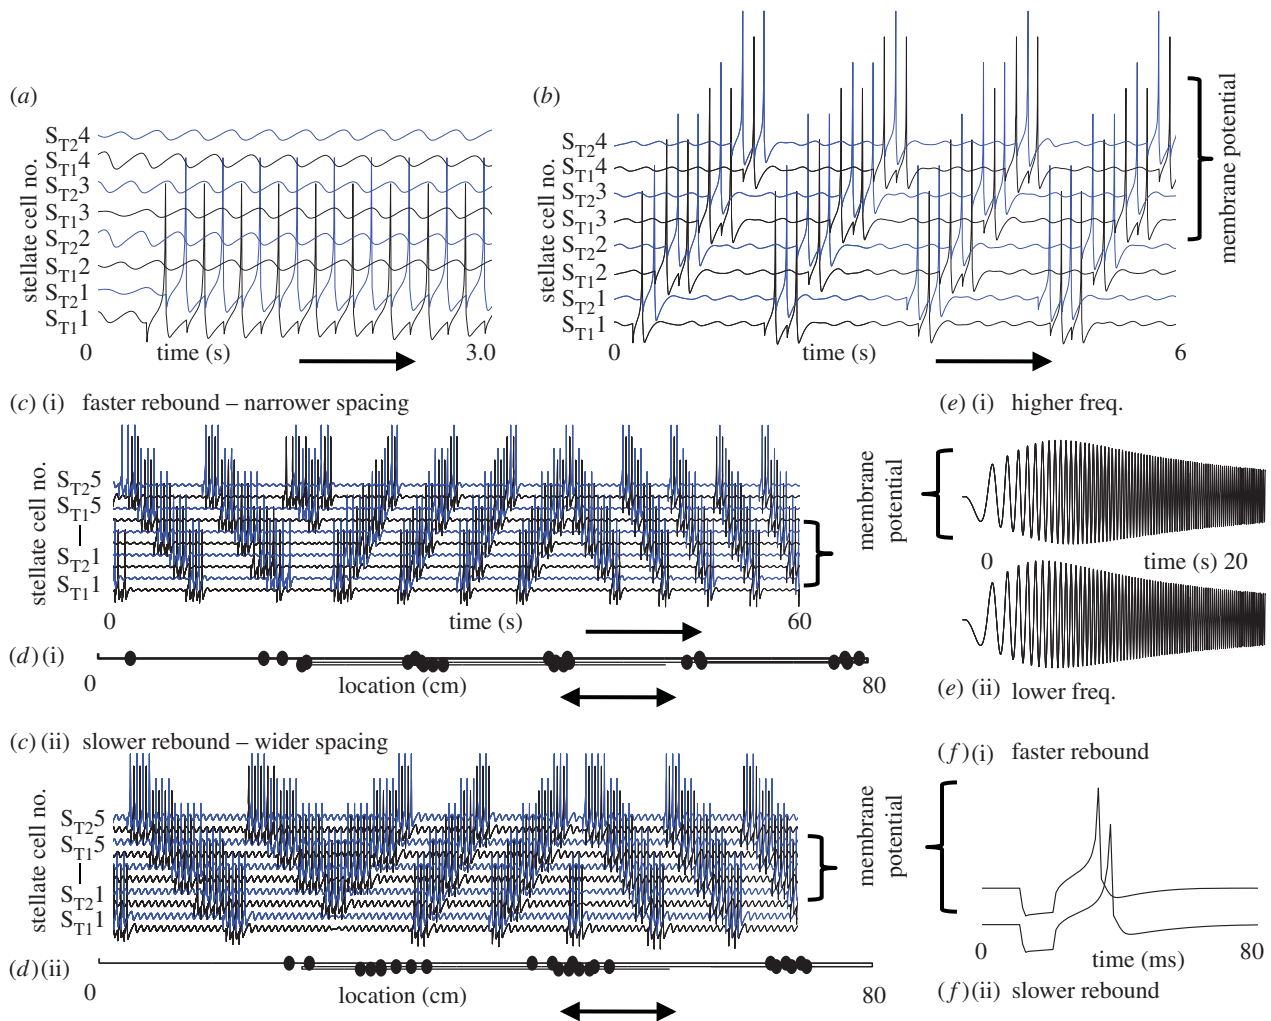 (a)
stellate cell no.
S_T2 4
S_T1 4
S_T2 3
S_T1 3
S_T2 2
S_T1 2
S_T2 1
S_T1 1
0 time (s) 3.0
(b)
stellate cell no.
S_T2 4
S_T1 4
S_T2 3
S_T1 3
S_T2 2
S_T1 2
S_T2 1
S_T1 1
membrane potential
0 time (s) 6
(c) (i) faster rebound – narrower spacing
stellate cell no.
S_T2 5
S_T1 5
S_T2 1
S_T1 1
membrane
potential
0 time (s) 60
(d) (i)
0 location (cm) 80
(e) (i) higher freq.
0 time (s) 20
(e) (ii) lower freq.
(c) (ii) slower rebound – wider spacing
stellate cell no.
S_T2 5
S_T1 5
S_T2 1
S_T1 1
membrane
potential
(d) (ii)
0 location (cm) 80
(f) (i) faster rebound
0 time (ms) 80
(f) (ii) slower rebound